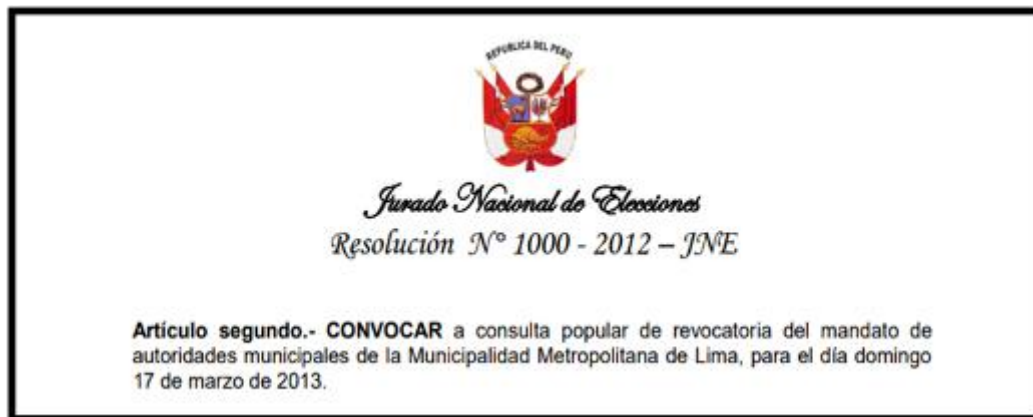 REPUBLICA DEL PERU
Jurado Nacional de Elecciones
Resolución N° 1000 - 2012 – JNE
Artículo segundo.- CONVOCAR a consulta popular de revocatoria del mandato de
autoridades municipales de la Municipalidad Metropolitana de Lima, para el día domingo
17 de marzo de 2013.